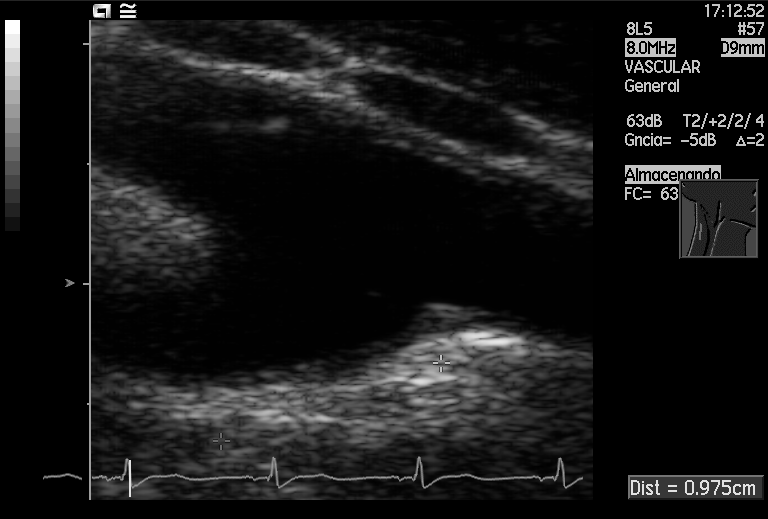 17:12:52
8L5 #57
8.0MHz 09mm
VASCULAR
General
63dB T2/+2/2/ 4
Gncia= -5dB Δ=2
Almacenando
FC= 63
Dist = 0.975cm